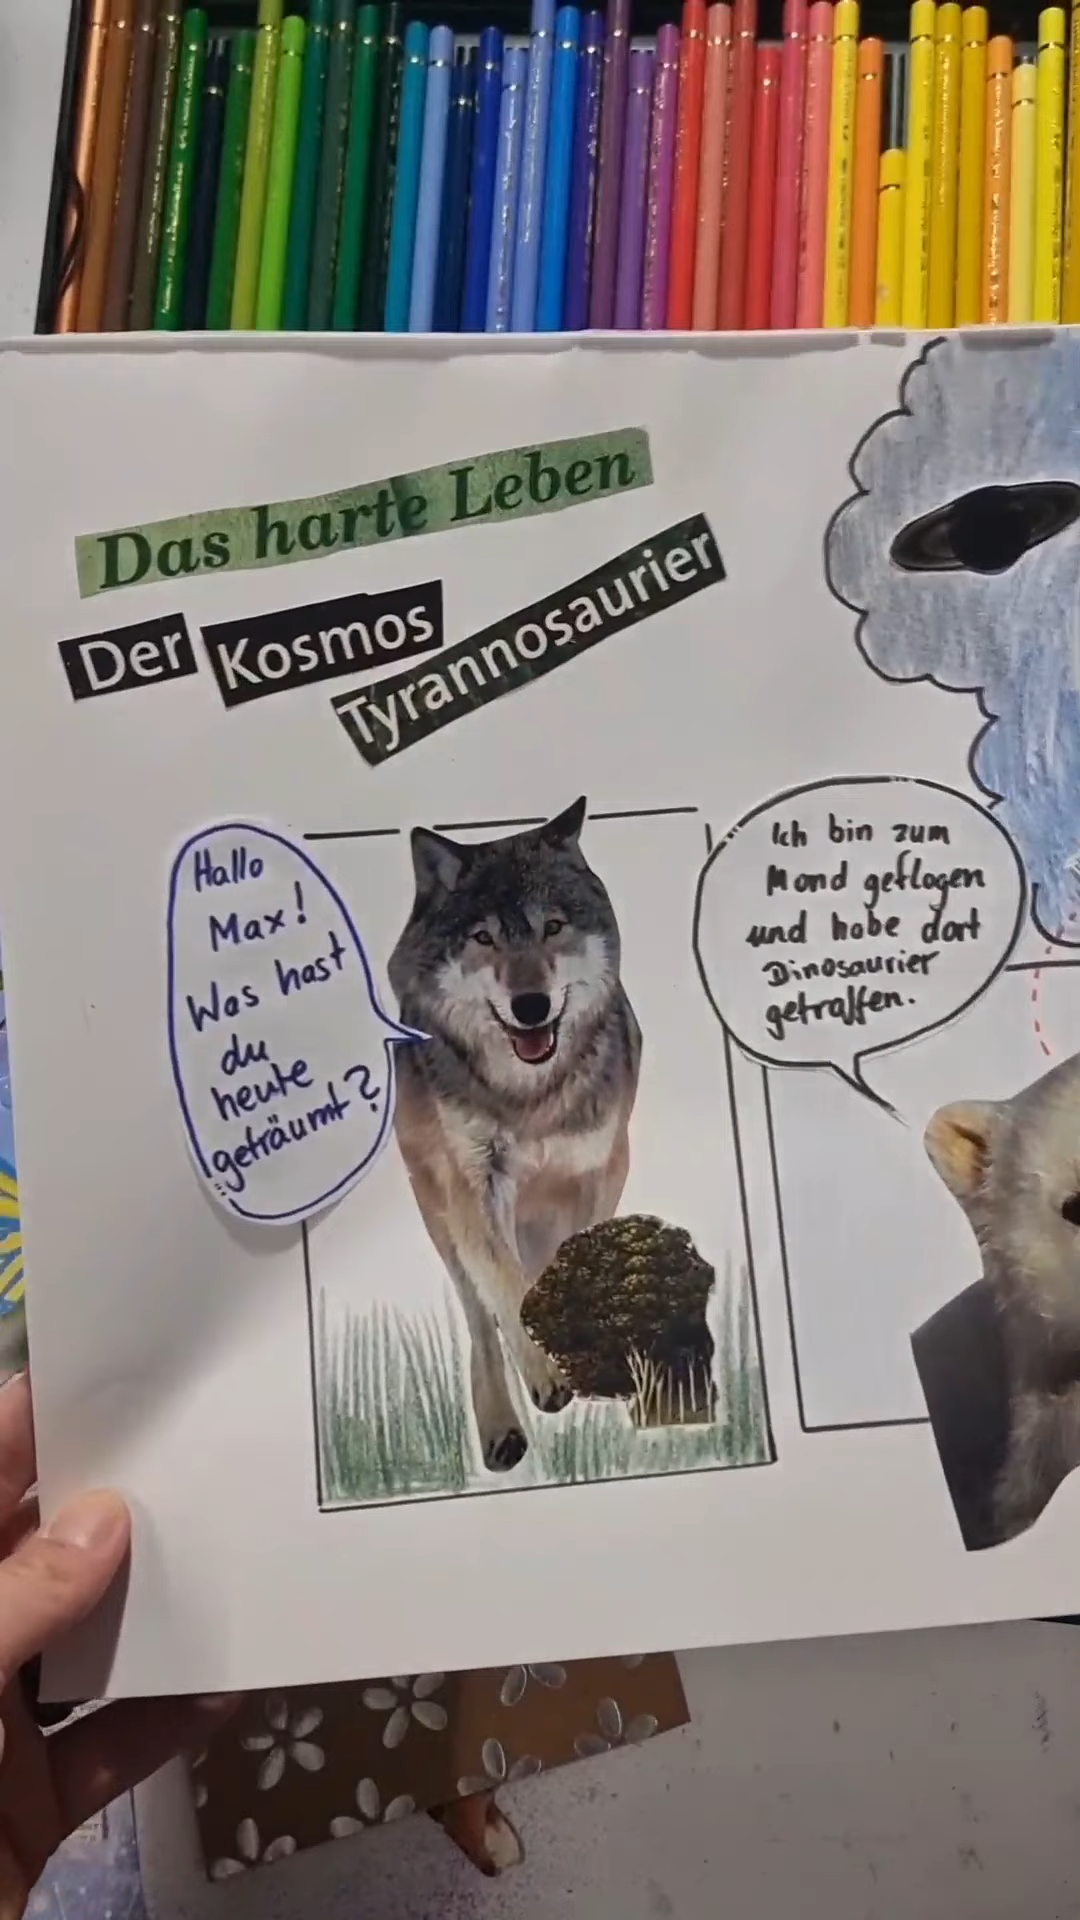 Das harte Leben
Der Kosmos
Tyrannosaurier
Hallo
Max!
Was hast
du
heute
geträumt?
Ich bin zum
Mond geflogen
und habe dort
Dinosaurier
getroffen.